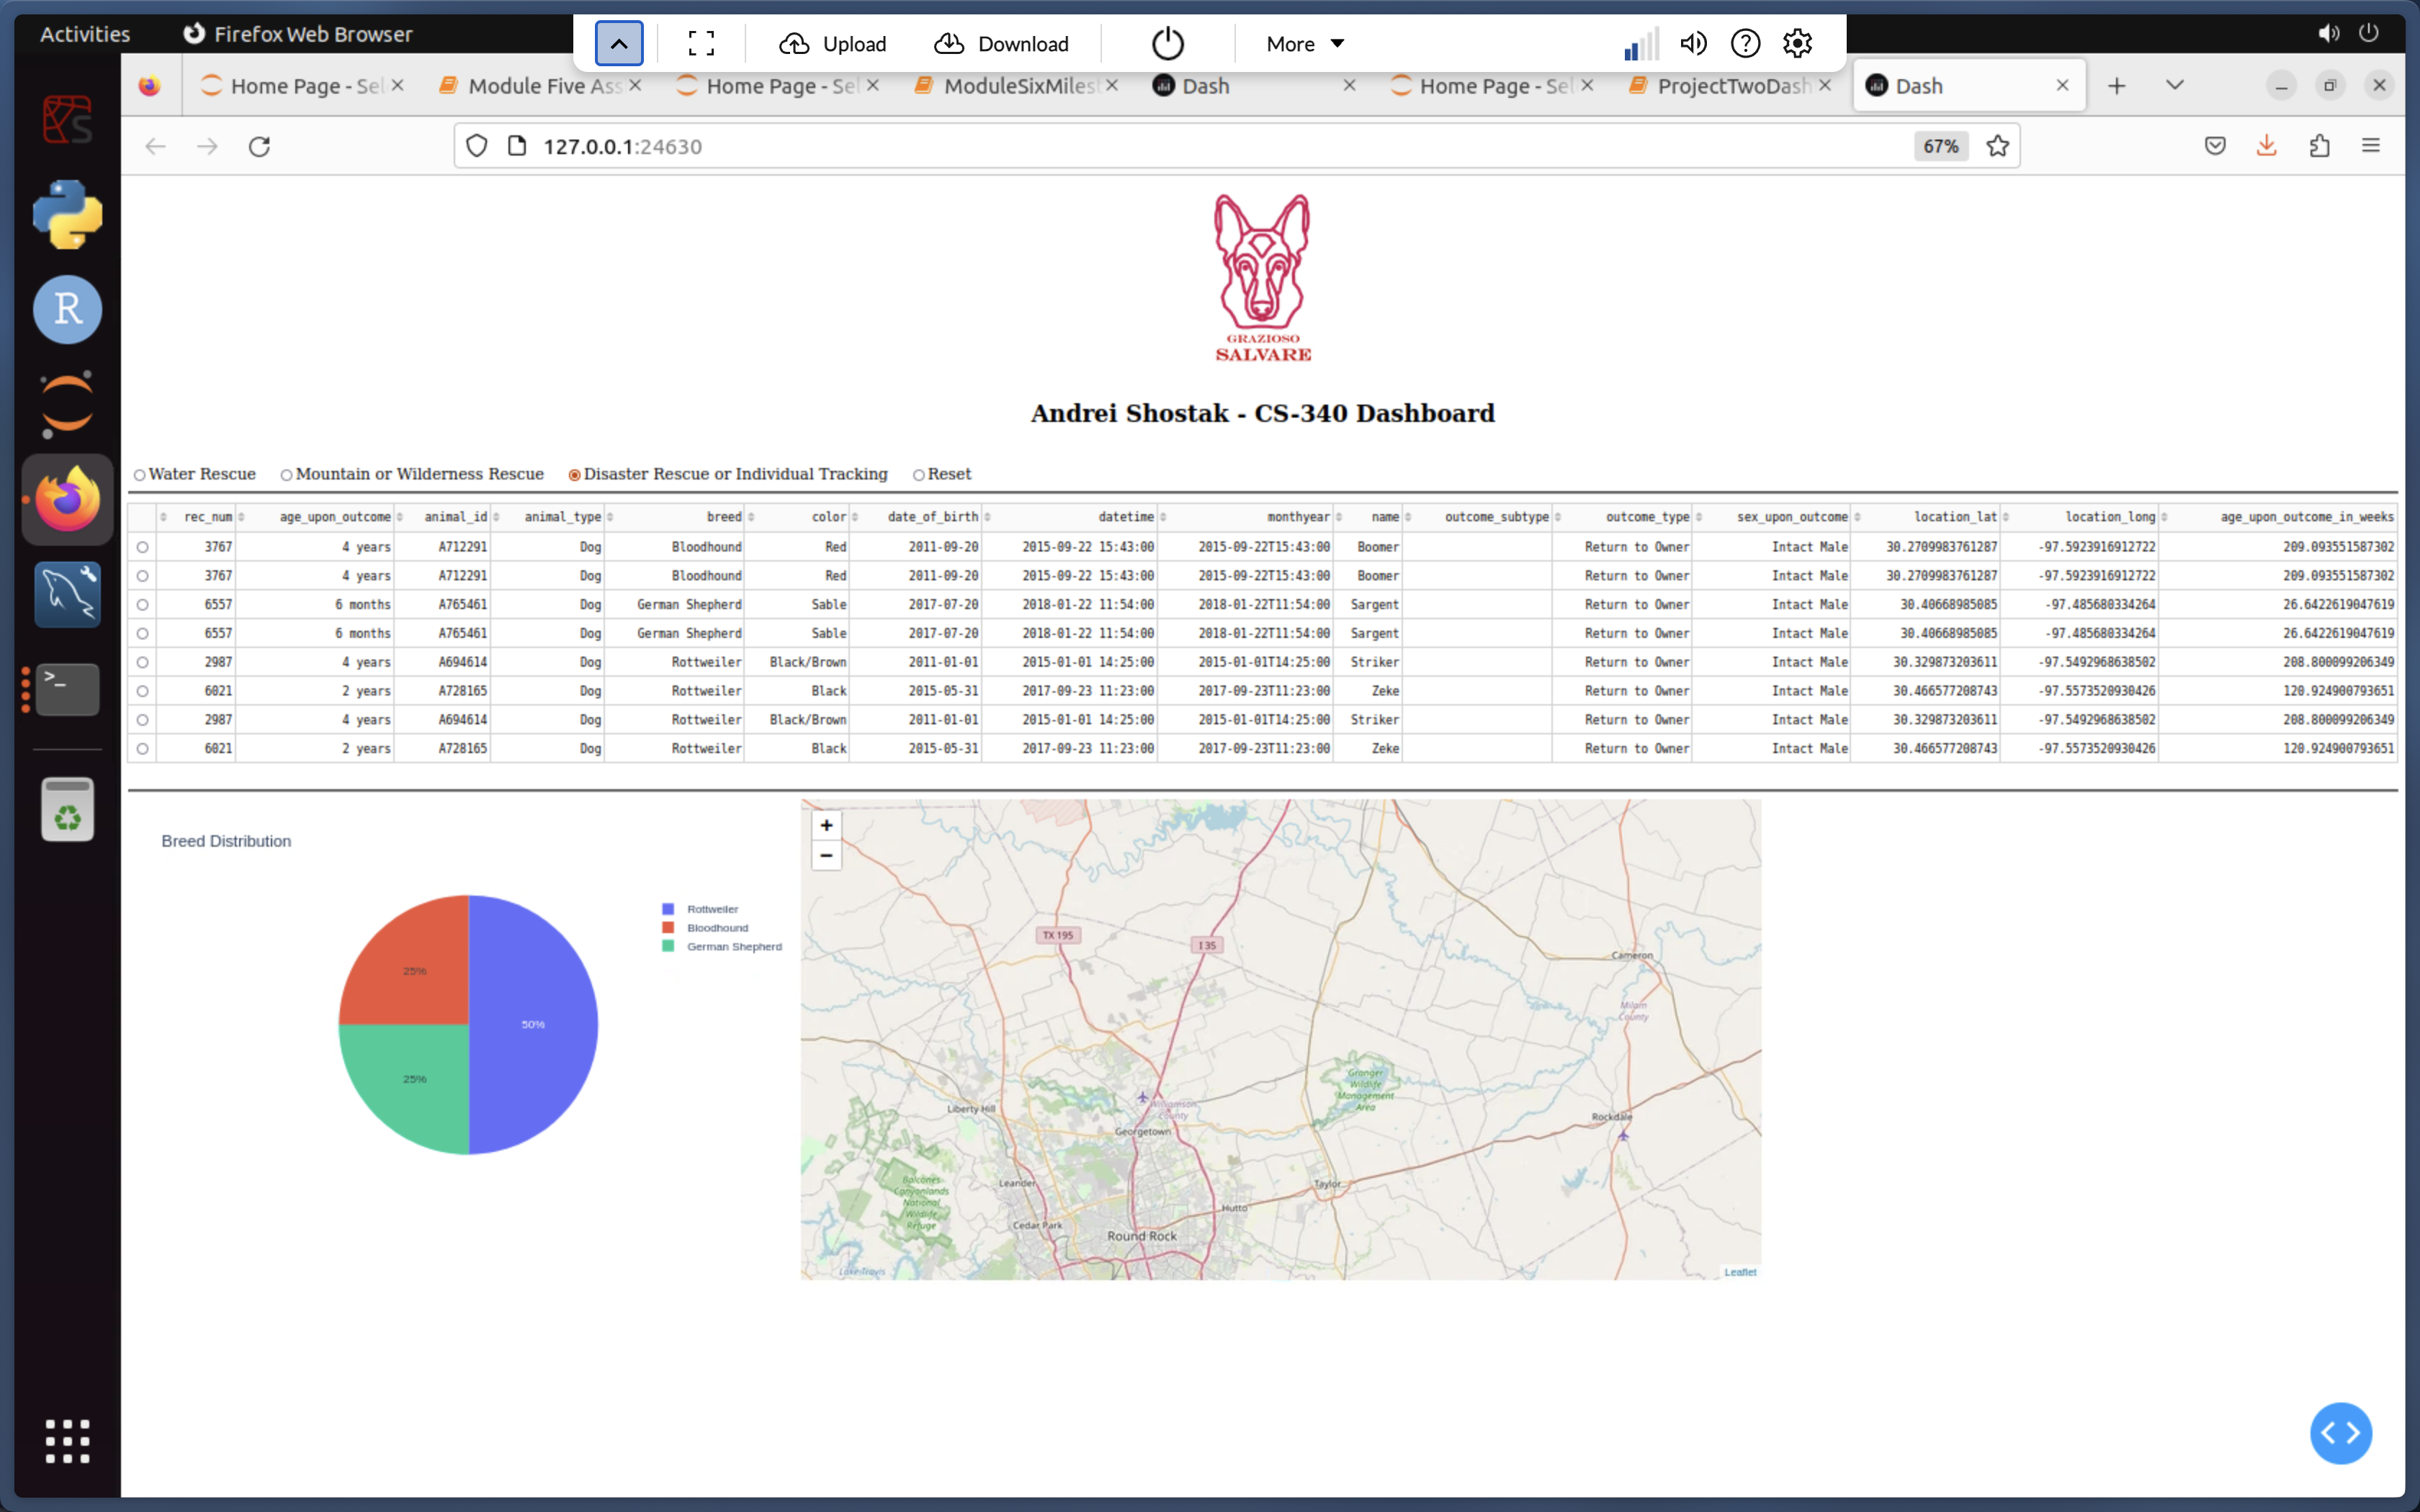 Activities Firefox Web Browser Upload Download More
Home Page - Sel Module Five Ass Home Page - Sel ModuleSixMilest Dash Home Page - Sel ProjectTwoDash Dash
127.0.0.1:24630 67%
GRAZIOSO
SALVARE
Andrei Shostak - CS-340 Dashboard
Water Rescue Mountain or Wilderness Rescue Disaster Rescue or Individual Tracking Reset
rec_num age_upon_outcome animal_id animal_type breed color date_of_birth datetime monthyear name outcome_subtype outcome_type sex_upon_outcome location_lat location_long age_upon_outcome_in_weeks
3767 4 years A712291 Dog Bloodhound Red 2011-09-20 2015-09-22 15:43:00 2015-09-22T15:43:00 Boomer Return to Owner Intact Male 30.2709983761287 -97.5923916912722 209.093551587302
3767 4 years A712291 Dog Bloodhound Red 2011-09-20 2015-09-22 15:43:00 2015-09-22T15:43:00 Boomer Return to Owner Intact Male 30.2709983761287 -97.5923916912722 209.093551587302
6557 6 months A765461 Dog German Shepherd Sable 2017-07-20 2018-01-22 11:54:00 2018-01-22T11:54:00 Sargent Return to Owner Intact Male 30.40668985085 -97.485680334264 26.6422619047619
6557 6 months A765461 Dog German Shepherd Sable 2017-07-20 2018-01-22 11:54:00 2018-01-22T11:54:00 Sargent Return to Owner Intact Male 30.40668985085 -97.485680334264 26.6422619047619
2987 4 years A694614 Dog Rottweiler Black/Brown 2011-01-01 2015-01-01 14:25:00 2015-01-01T14:25:00 Striker Return to Owner Intact Male 30.329873203611 -97.5492968638502 208.800099206349
6021 2 years A728165 Dog Rottweiler Black 2015-05-31 2017-09-23 11:23:00 2017-09-23T11:23:00 Zeke Return to Owner Intact Male 30.466577208743 -97.5573520930426 120.924900793651
2987 4 years A694614 Dog Rottweiler Black/Brown 2011-01-01 2015-01-01 14:25:00 2015-01-01T14:25:00 Striker Return to Owner Intact Male 30.329873203611 -97.5492968638502 208.800099206349
6021 2 years A728165 Dog Rottweiler Black 2015-05-31 2017-09-23 11:23:00 2017-09-23T11:23:00 Zeke Return to Owner Intact Male 30.466577208743 -97.5573520930426 120.924900793651
Breed Distribution
Rottweiler
Bloodhound
German Shepherd
25%
50%
25%
+
−
TX 195
I 35
Cameron
Milam
County
Granger
Wildlife
Management
Area
Liberty Hill
Williamson
County
Rockdale
Georgetown
Balcones
Canyonlands
National
Wildlife
Refuge
Leander
Taylor
Hutto
Cedar Park
Round Rock
Lake Travis
Leaflet
R
>_